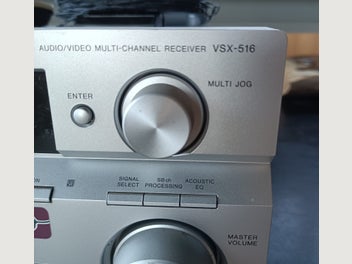 AUDIO/VIDEO MULTI-CHANNEL RECEIVER VSX-516
MULTI JOG
ENTER
SIGNAL
SELECT
SB ch
PROCESSING
ACOUSTIC
EQ
MASTER
VOLUME